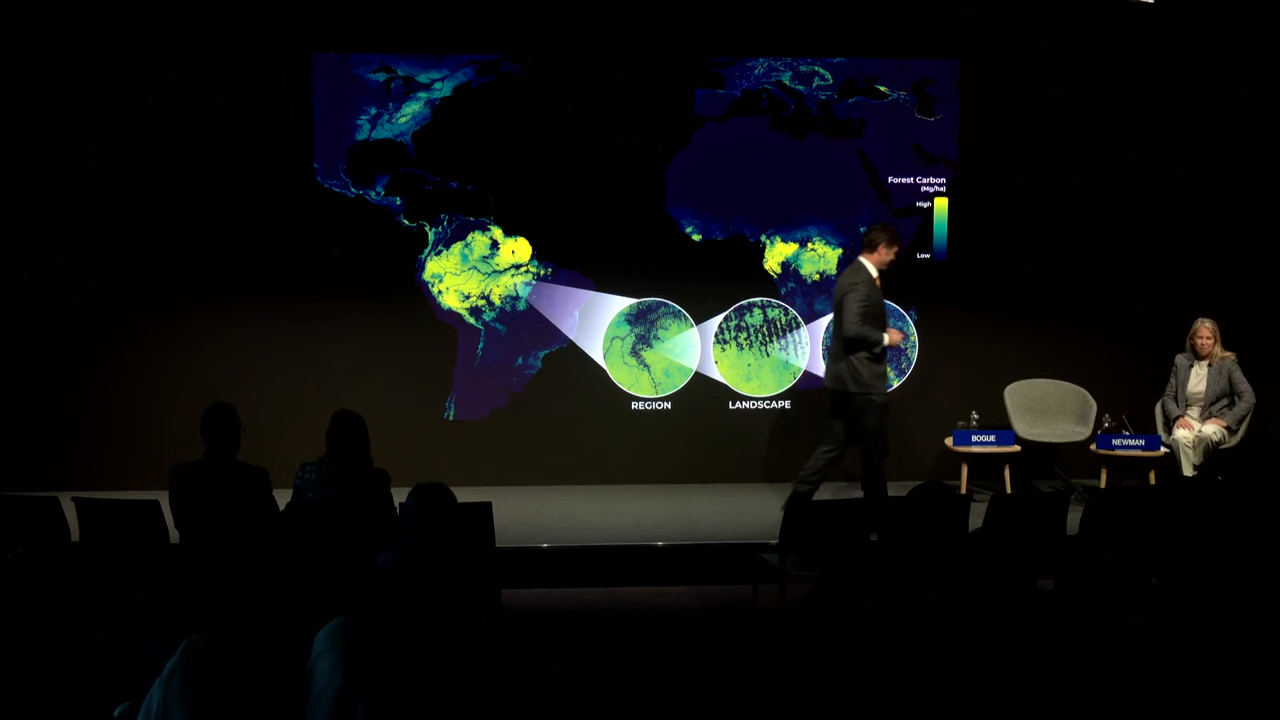 Forest Carbon
(Mg/ha)
High
Low
REGION
LANDSCAPE
BOGUE
NEWMAN